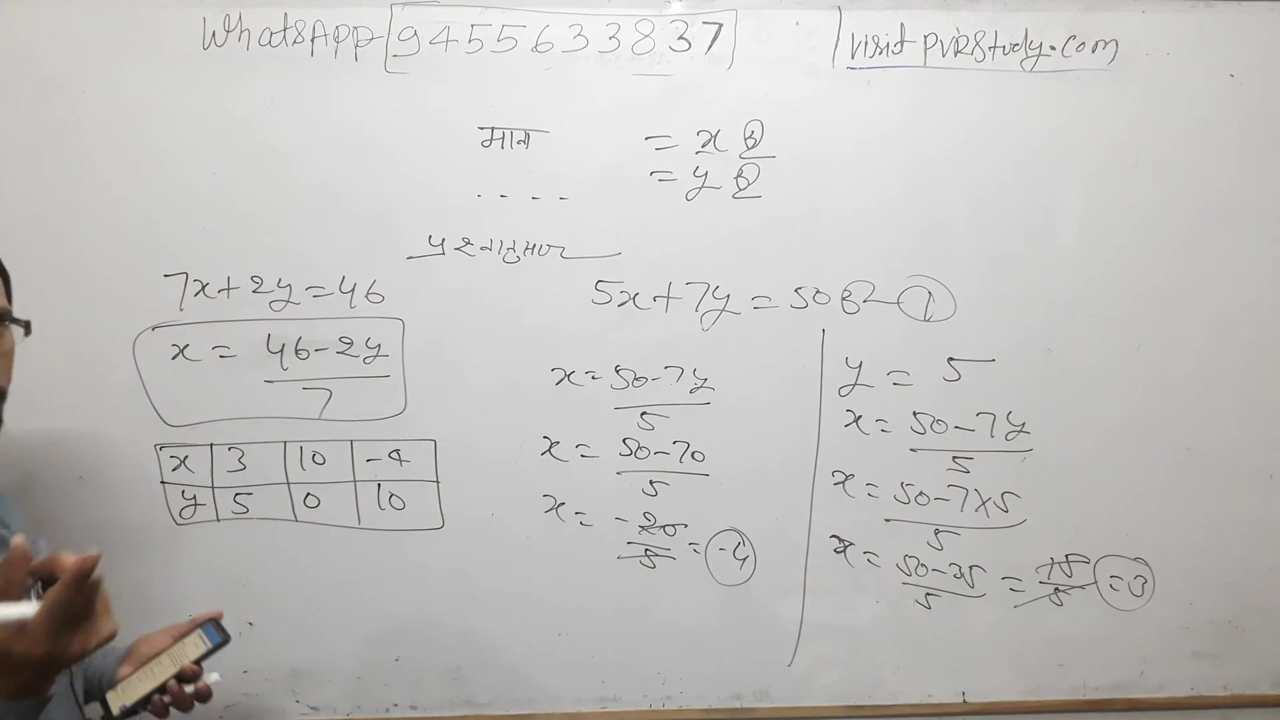 WhatsApp 9455633837
visit PVRStudy.com
माना = x ₹
.... = y ₹
प्रश्नानुसार
7x+2y=46
x = 46-2y / 7
x 3 10 -4
y 5 0 10
5x+7y=50 ①
x=50-7y / 5
x = 50-70 / 5
x = -20 / 5 = -4
y = 5
x = 50-7y / 5
x = 50-7x5 / 5
x = 50-35 / 5 = 15 / 5 = 3